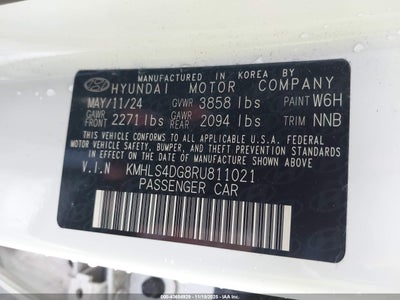 MANUFACTURED IN KOREA BY
HYUNDAI MOTOR COMPANY
MAY/11/24 GVWR 3858 lbs PAINT W6H
GAWR FRONT 2271 lbs GAWR REAR 2094 lbs TRIM NNB
THIS VEHICLE CONFORMS TO ALL APPLICABLE U.S.A. FEDERAL MOTOR
VEHICLE SAFETY, BUMPER, AND THEFT PREVENTION STANDARDS IN
EFFECT ON THE DATE OF MANUFACTURE SHOWN ABOVE.
V.I.N KMHLS4DG8RU811021
PASSENGER CAR